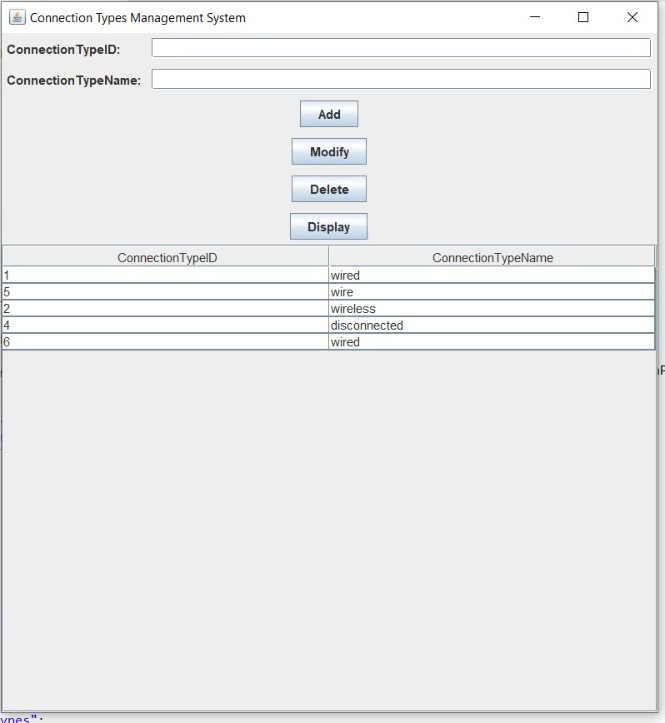 Connection Types Management System
ConnectionTypeID:
ConnectionTypeName:
Add
Modify
Delete
Display
ConnectionTypeID ConnectionTypeName
1 wired
5 wire
2 wireless
4 disconnected
6 wired
ypes";